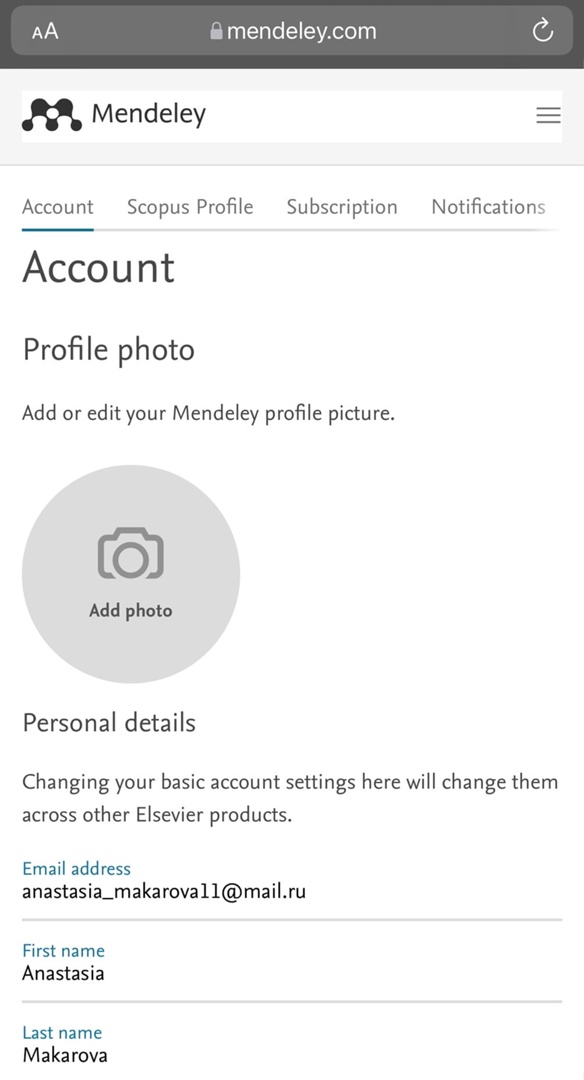 AA mendeley.com
Mendeley
Account Scopus Profile Subscription Notifications
Account
Profile photo
Add or edit your Mendeley profile picture.
Add photo
Personal details
Changing your basic account settings here will change them
across other Elsevier products.
Email address
anastasia_makarova11@mail.ru
First name
Anastasia
Last name
Makarova